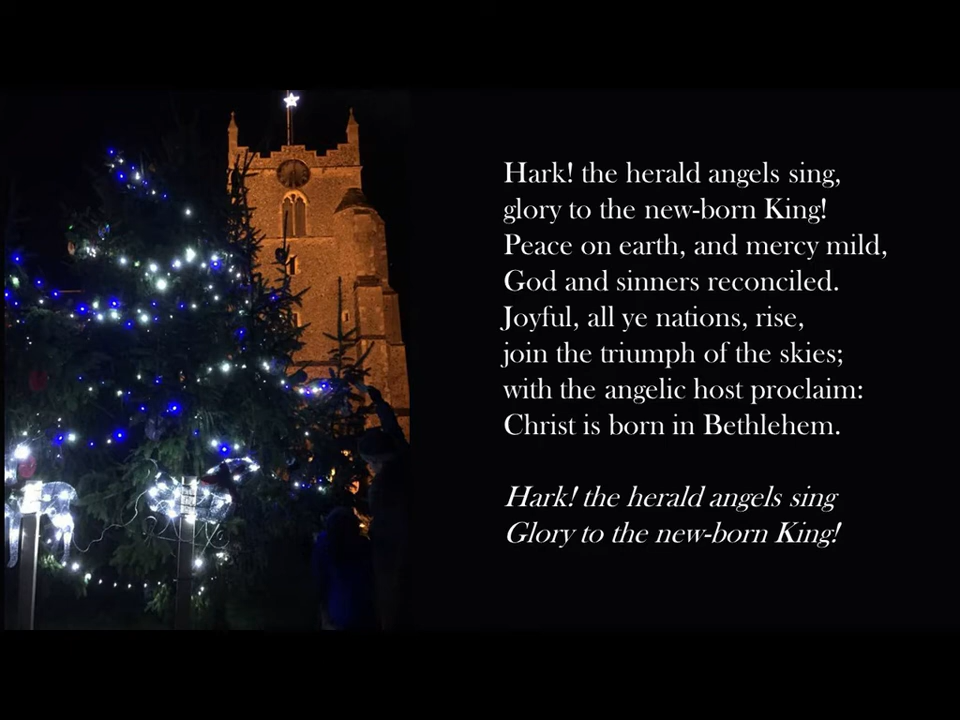 Hark! the herald angels sing,
glory to the new-born King!
Peace on earth, and mercy mild,
God and sinners reconciled.
Joyful, all ye nations, rise,
join the triumph of the skies;
with the angelic host proclaim:
Christ is born in Bethlehem.
Hark! the herald angels sing
Glory to the new-born King!